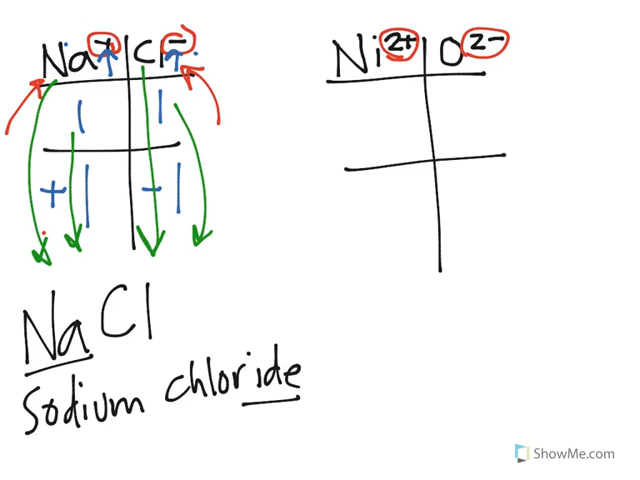 Na⁺ | Cl⁻
1 | 1
+1 | -1
NaCl
Sodium chloride
Ni²⁺ | O²⁻
ShowMe.com